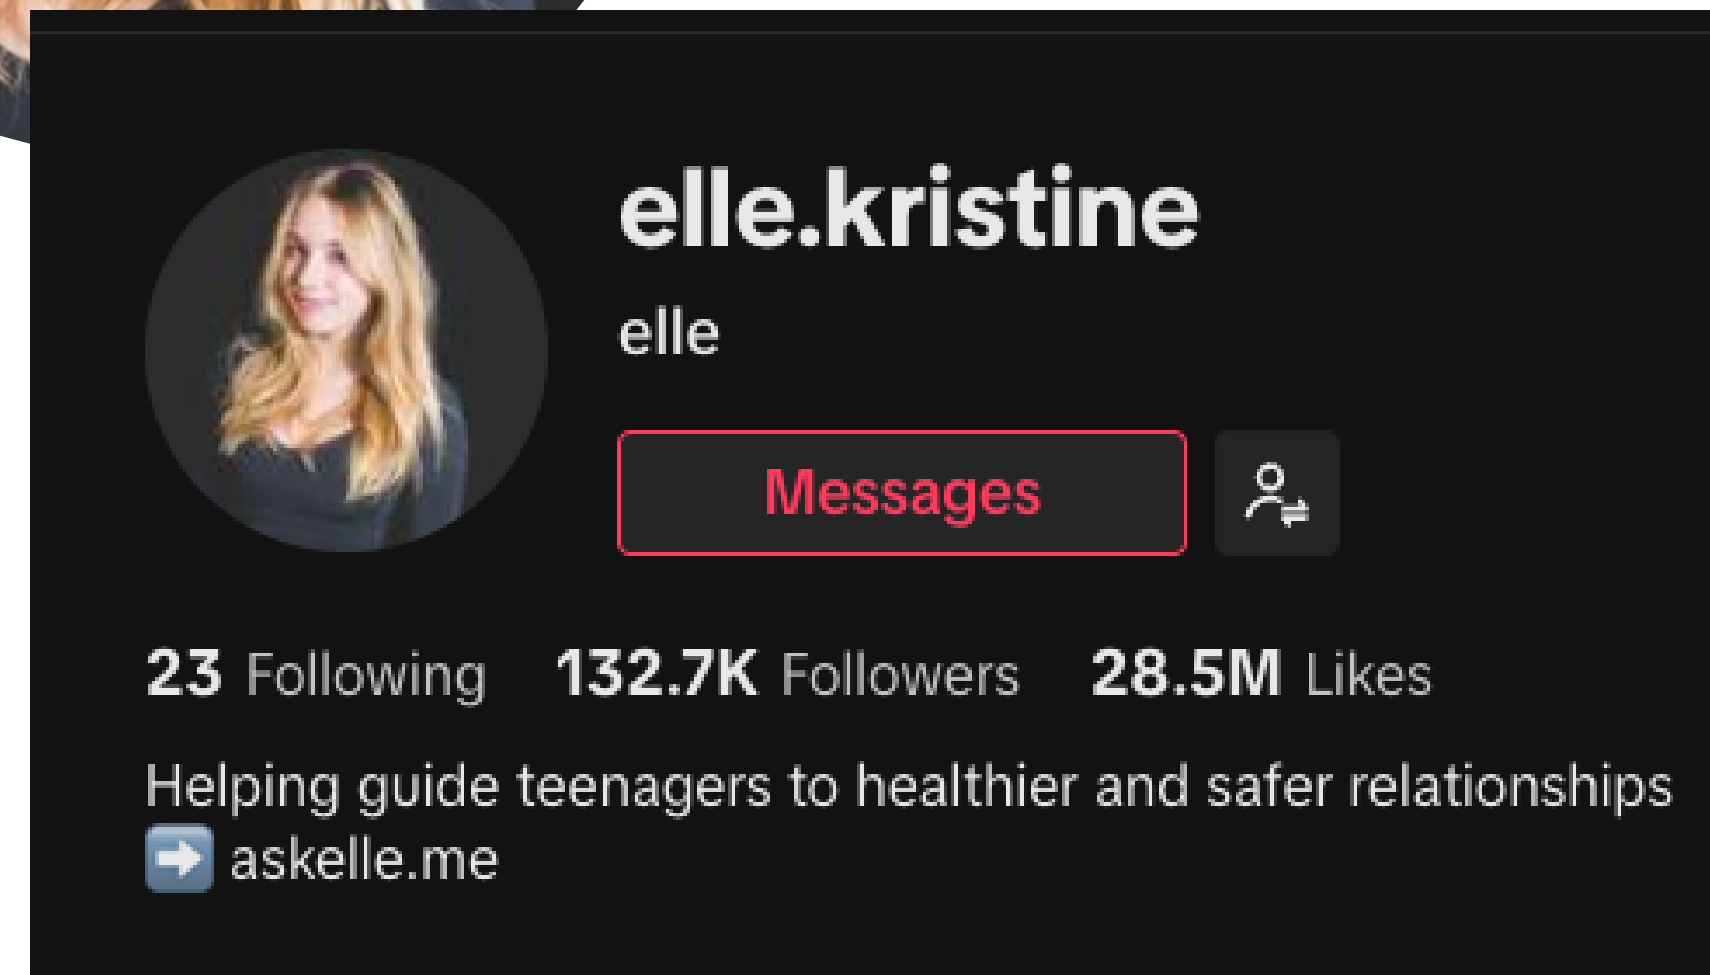 elle.kristine
elle
Messages
23 Following 132.7K Followers 28.5M Likes
Helping guide teenagers to healthier and safer relationships
➡️ askelle.me